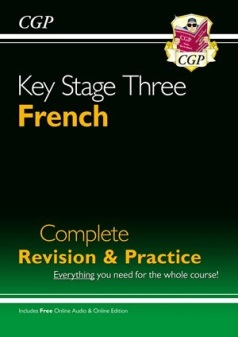 CGP
Key Stage Three
French
CGP
Complete
Revision & Practice
Everything you need for the whole course!
Includes Free Online Audio & Online Edition